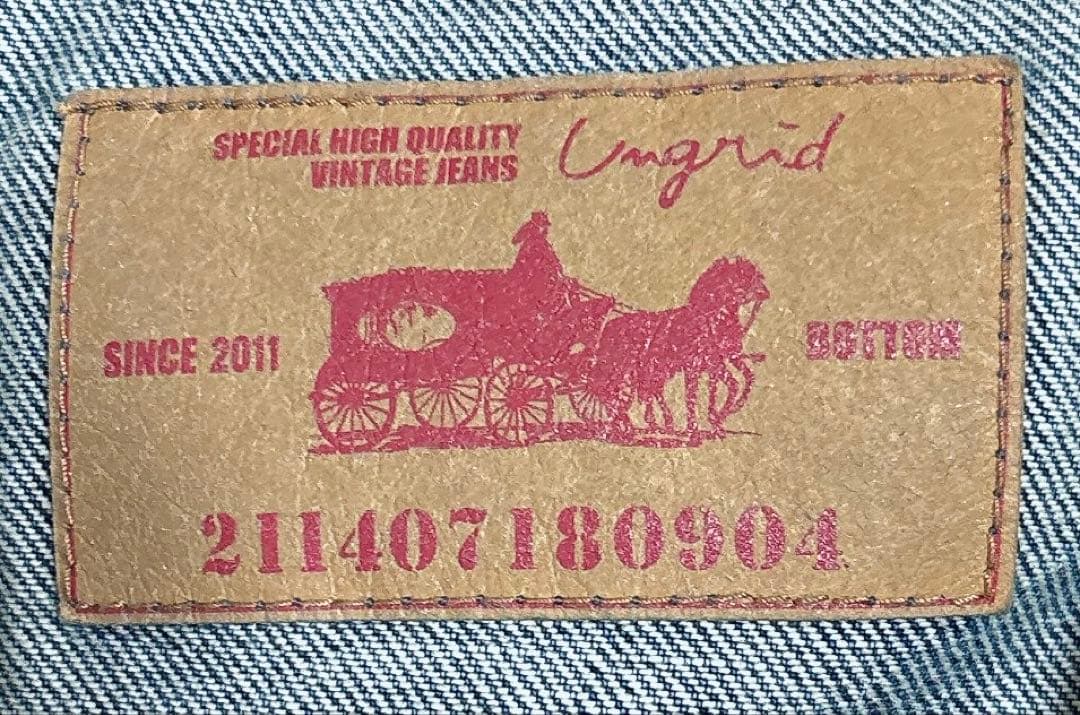 SPECIAL HIGH QUALITY
VINTAGE JEANS
Ungrid
SINCE 2011
BOTTOM
211407180904